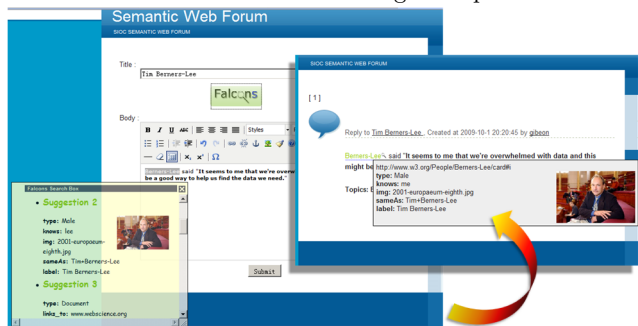 Semantic Web Forum
SIOC SEMANTIC WEB FORUM
Title :
Tim Berners-Lee
Falcons
Body :
B I U ABC Styles
Berners-Lee said "It seems to me that we're overw
be a good way to help us find the data we need."
Falcons Search Box
Suggestion 2
type: Male
knows: lee
img: 2001-europaeum-
eighth.jpg
sameAs: Tim+Berners-Lee
label: Tim Berners-Lee
Suggestion 3
type: Document
links_to: www.webscience.org
Submit
SIOC SEMANTIC WEB FORUM
[ 1 ]
Reply to Tim Berners-Lee , Created at 2009-10-1 20:20:45 by gibeon
Berners-Lee said "It seems to me that we're overwhelmed with data and this
might be
http://www.w3.org/People/Berners-Lee/card#i
type: Male
knows: me
img: 2001-europaeum-eighth.jpg
sameAs: Tim+Berners-Lee
label: Tim Berners-Lee
Topics: